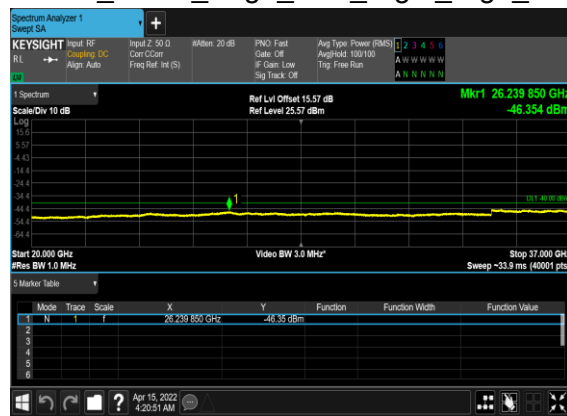 Spectrum Analyzer 1
Swept SA
+
KEYSIGHT
RL
Input: RF
Coupling: DC
Align: Auto
Input Z: 50 Ω
Corr CCorr
Freq Ref: Int (S)
#Atten: 20 dB
PNO: Fast
Gate: Off
IF Gain: Low
Sig Track: Off
Avg Type: Power (RMS)
Avg|Hold: 100/100
Trig: Free Run
1 2 3 4 5 6
A W W W W W
A N N N N N
1 Spectrum
Scale/Div 10 dB
Ref Lvl Offset 15.57 dB
Ref Level 25.57 dBm
Mkr1 26.239 850 GHz
-46.354 dBm
Log
15.6
5.57
-4.43
-14.4
-24.4
-34.4
-44.4
-54.4
-64.4
1
DL1 -40.00 dBm
Start 20.000 GHz
#Res BW 1.0 MHz
Video BW 3.0 MHz*
Stop 37.000 GHz
Sweep ~33.9 ms (40001 pts)
5 Marker Table
Mode Trace Scale X Y Function Function Width Function Value
1 N 1 f 26.239 850 GHz -46.35 dBm
2
3
4
5
6
?
Apr 15, 2022
4:20:51 AM